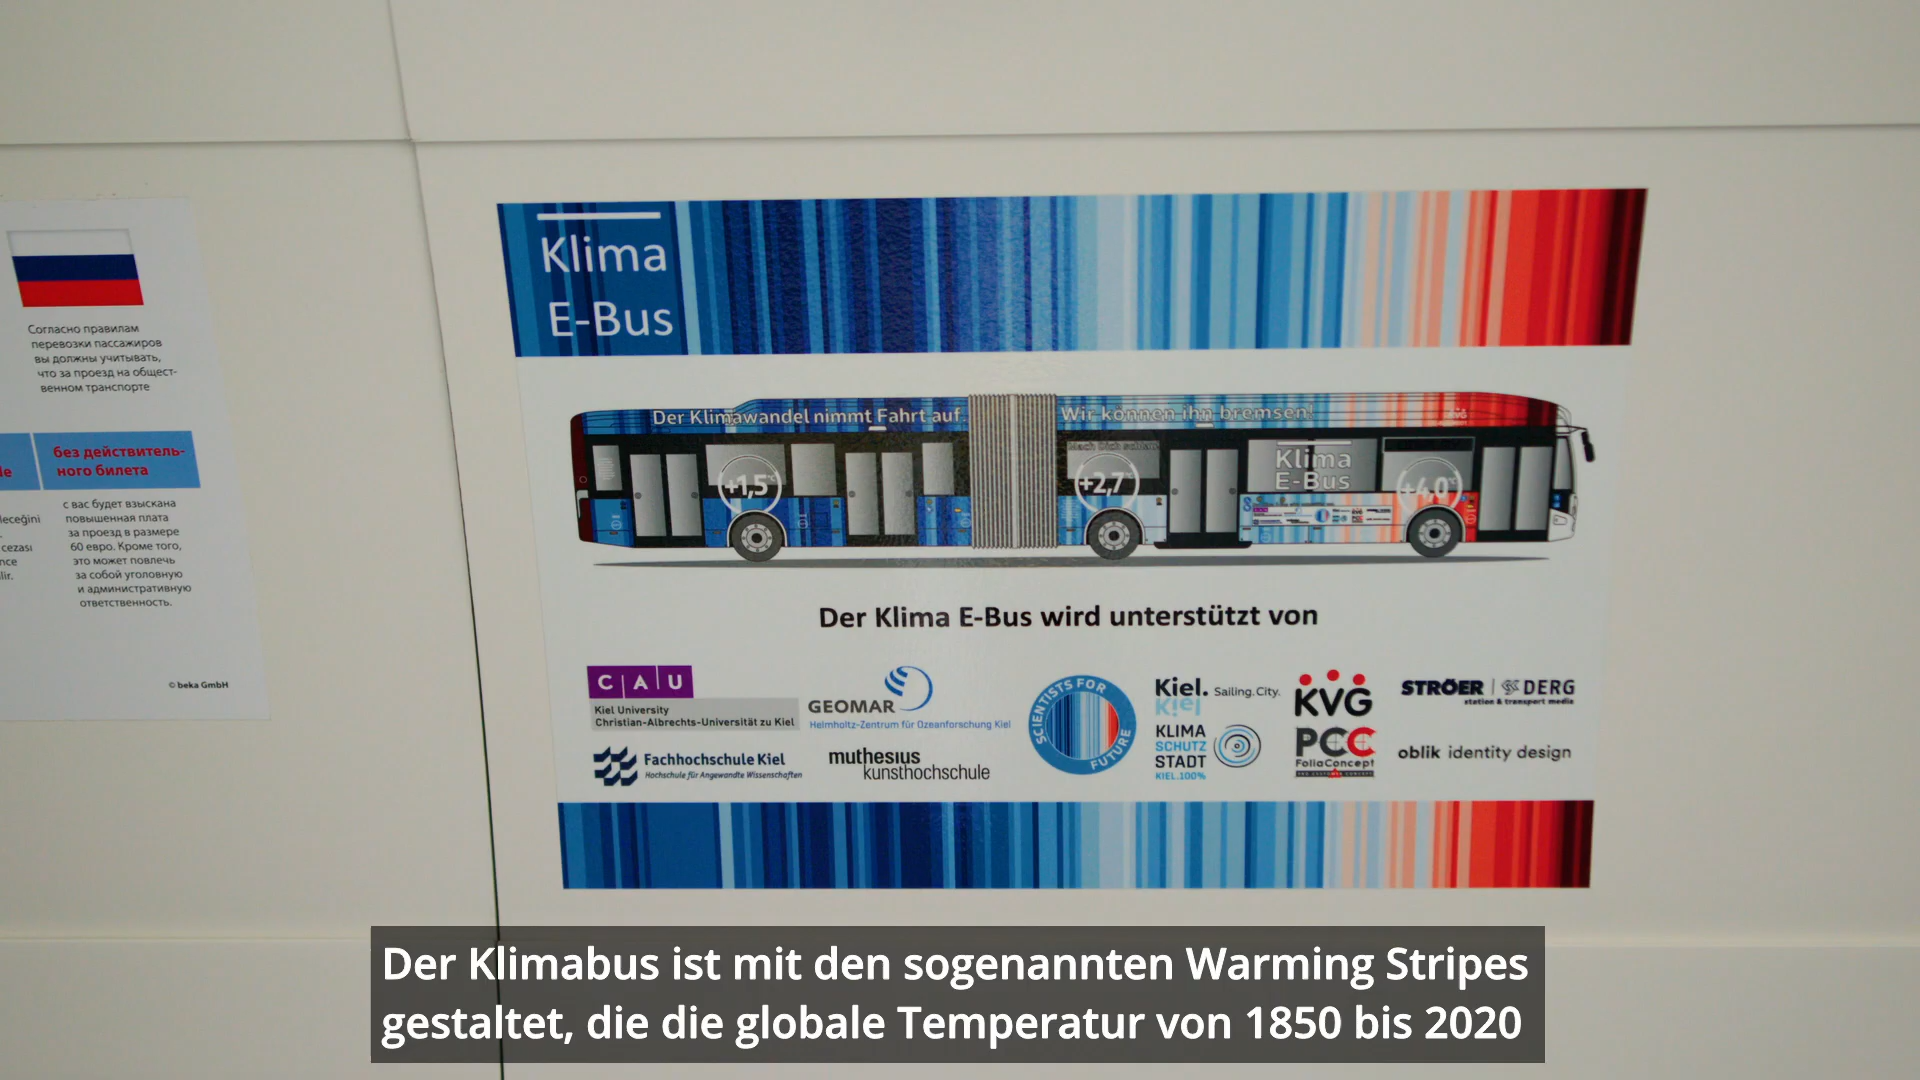 Согласно правилам
перевозки пассажиров
вы должны учитывать,
что за проезд на общест-
венном транспорте
без действитель-
ного билета
с вас будет взыскана
повышенная плата
за проезд в размере
60 евро. Кроме того,
это может повлечь
за собой уголовную
и административную
ответственность.
cezası
© beka GmbH
Klima
E-Bus
Der Klimawandel nimmt Fahrt auf.
Wir können ihn bremsen!
+1,5°C
+2,7°C
Klima
E-Bus
+4,0°C
Der Klima E-Bus wird unterstützt von
CAU
Kiel University
Christian-Albrechts-Universität zu Kiel
GEOMAR
Helmholtz-Zentrum für Ozeanforschung Kiel
Fachhochschule Kiel
Hochschule für Angewandte Wissenschaften
muthesius
kunsthochschule
SCIENTISTS FOR
FUTURE
Kiel. Sailing.City.
Kiel
KLIMA
SCHUTZ
STADT
KIEL.100%
KVG
PCC
FoliaConcept
STRÖER | DERG
station & transport media
oblik identity design
Der Klimabus ist mit den sogenannten Warming Stripes
gestaltet, die die globale Temperatur von 1850 bis 2020